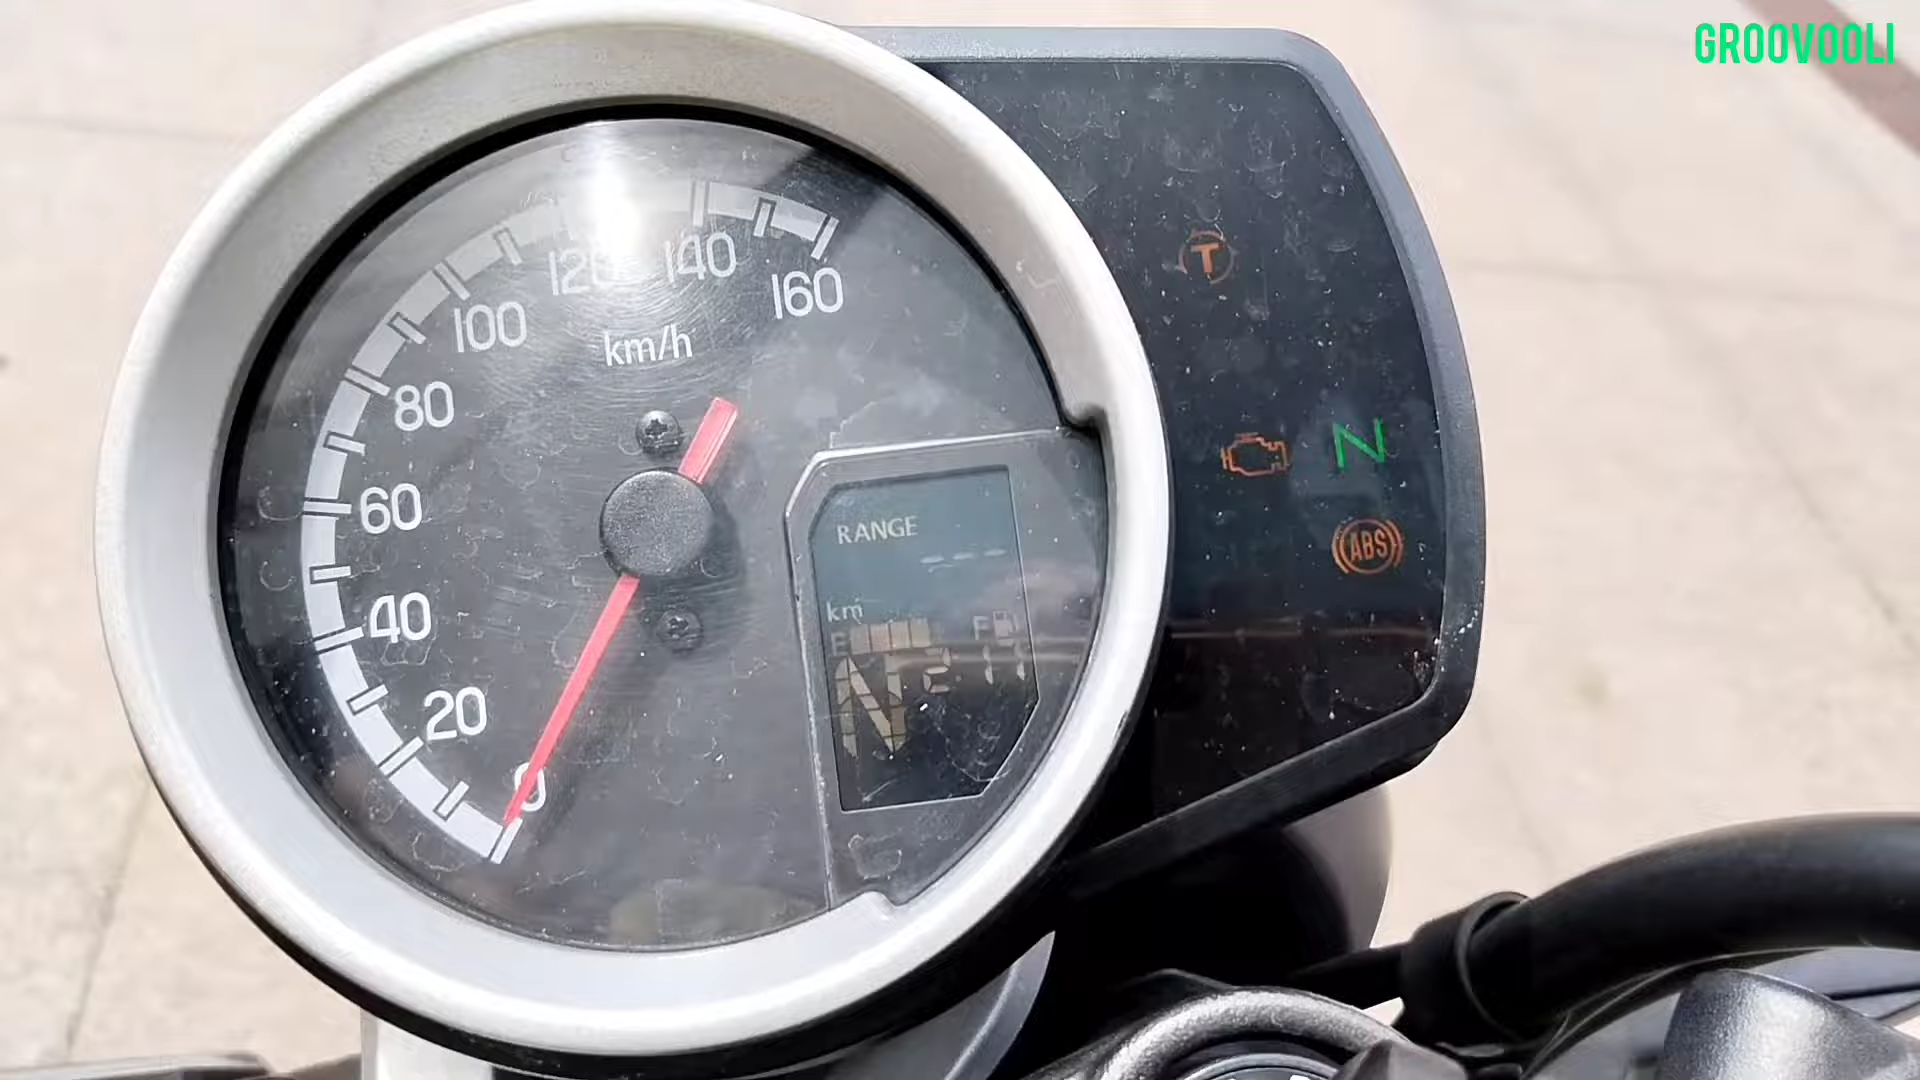 GROOVOOLI
0
20
40
60
80
100
120
140
160
km/h
RANGE
---
km
E F
N
T
N
ABS